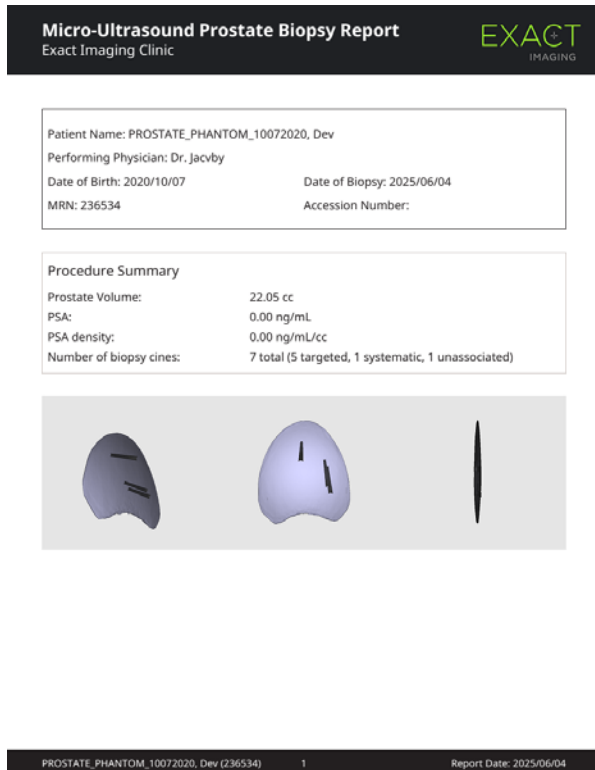 Micro-Ultrasound Prostate Biopsy Report
Exact Imaging Clinic
EXACT
IMAGING
Patient Name: PROSTATE_PHANTOM_10072020, Dev
Performing Physician: Dr. Jacvby
Date of Birth: 2020/10/07 Date of Biopsy: 2025/06/04
MRN: 236534 Accession Number:
Procedure Summary
Prostate Volume: 22.05 cc
PSA: 0.00 ng/mL
PSA density: 0.00 ng/mL/cc
Number of biopsy cines: 7 total (5 targeted, 1 systematic, 1 unassociated)
PROSTATE_PHANTOM_10072020, Dev (236534) 1 Report Date: 2025/06/04